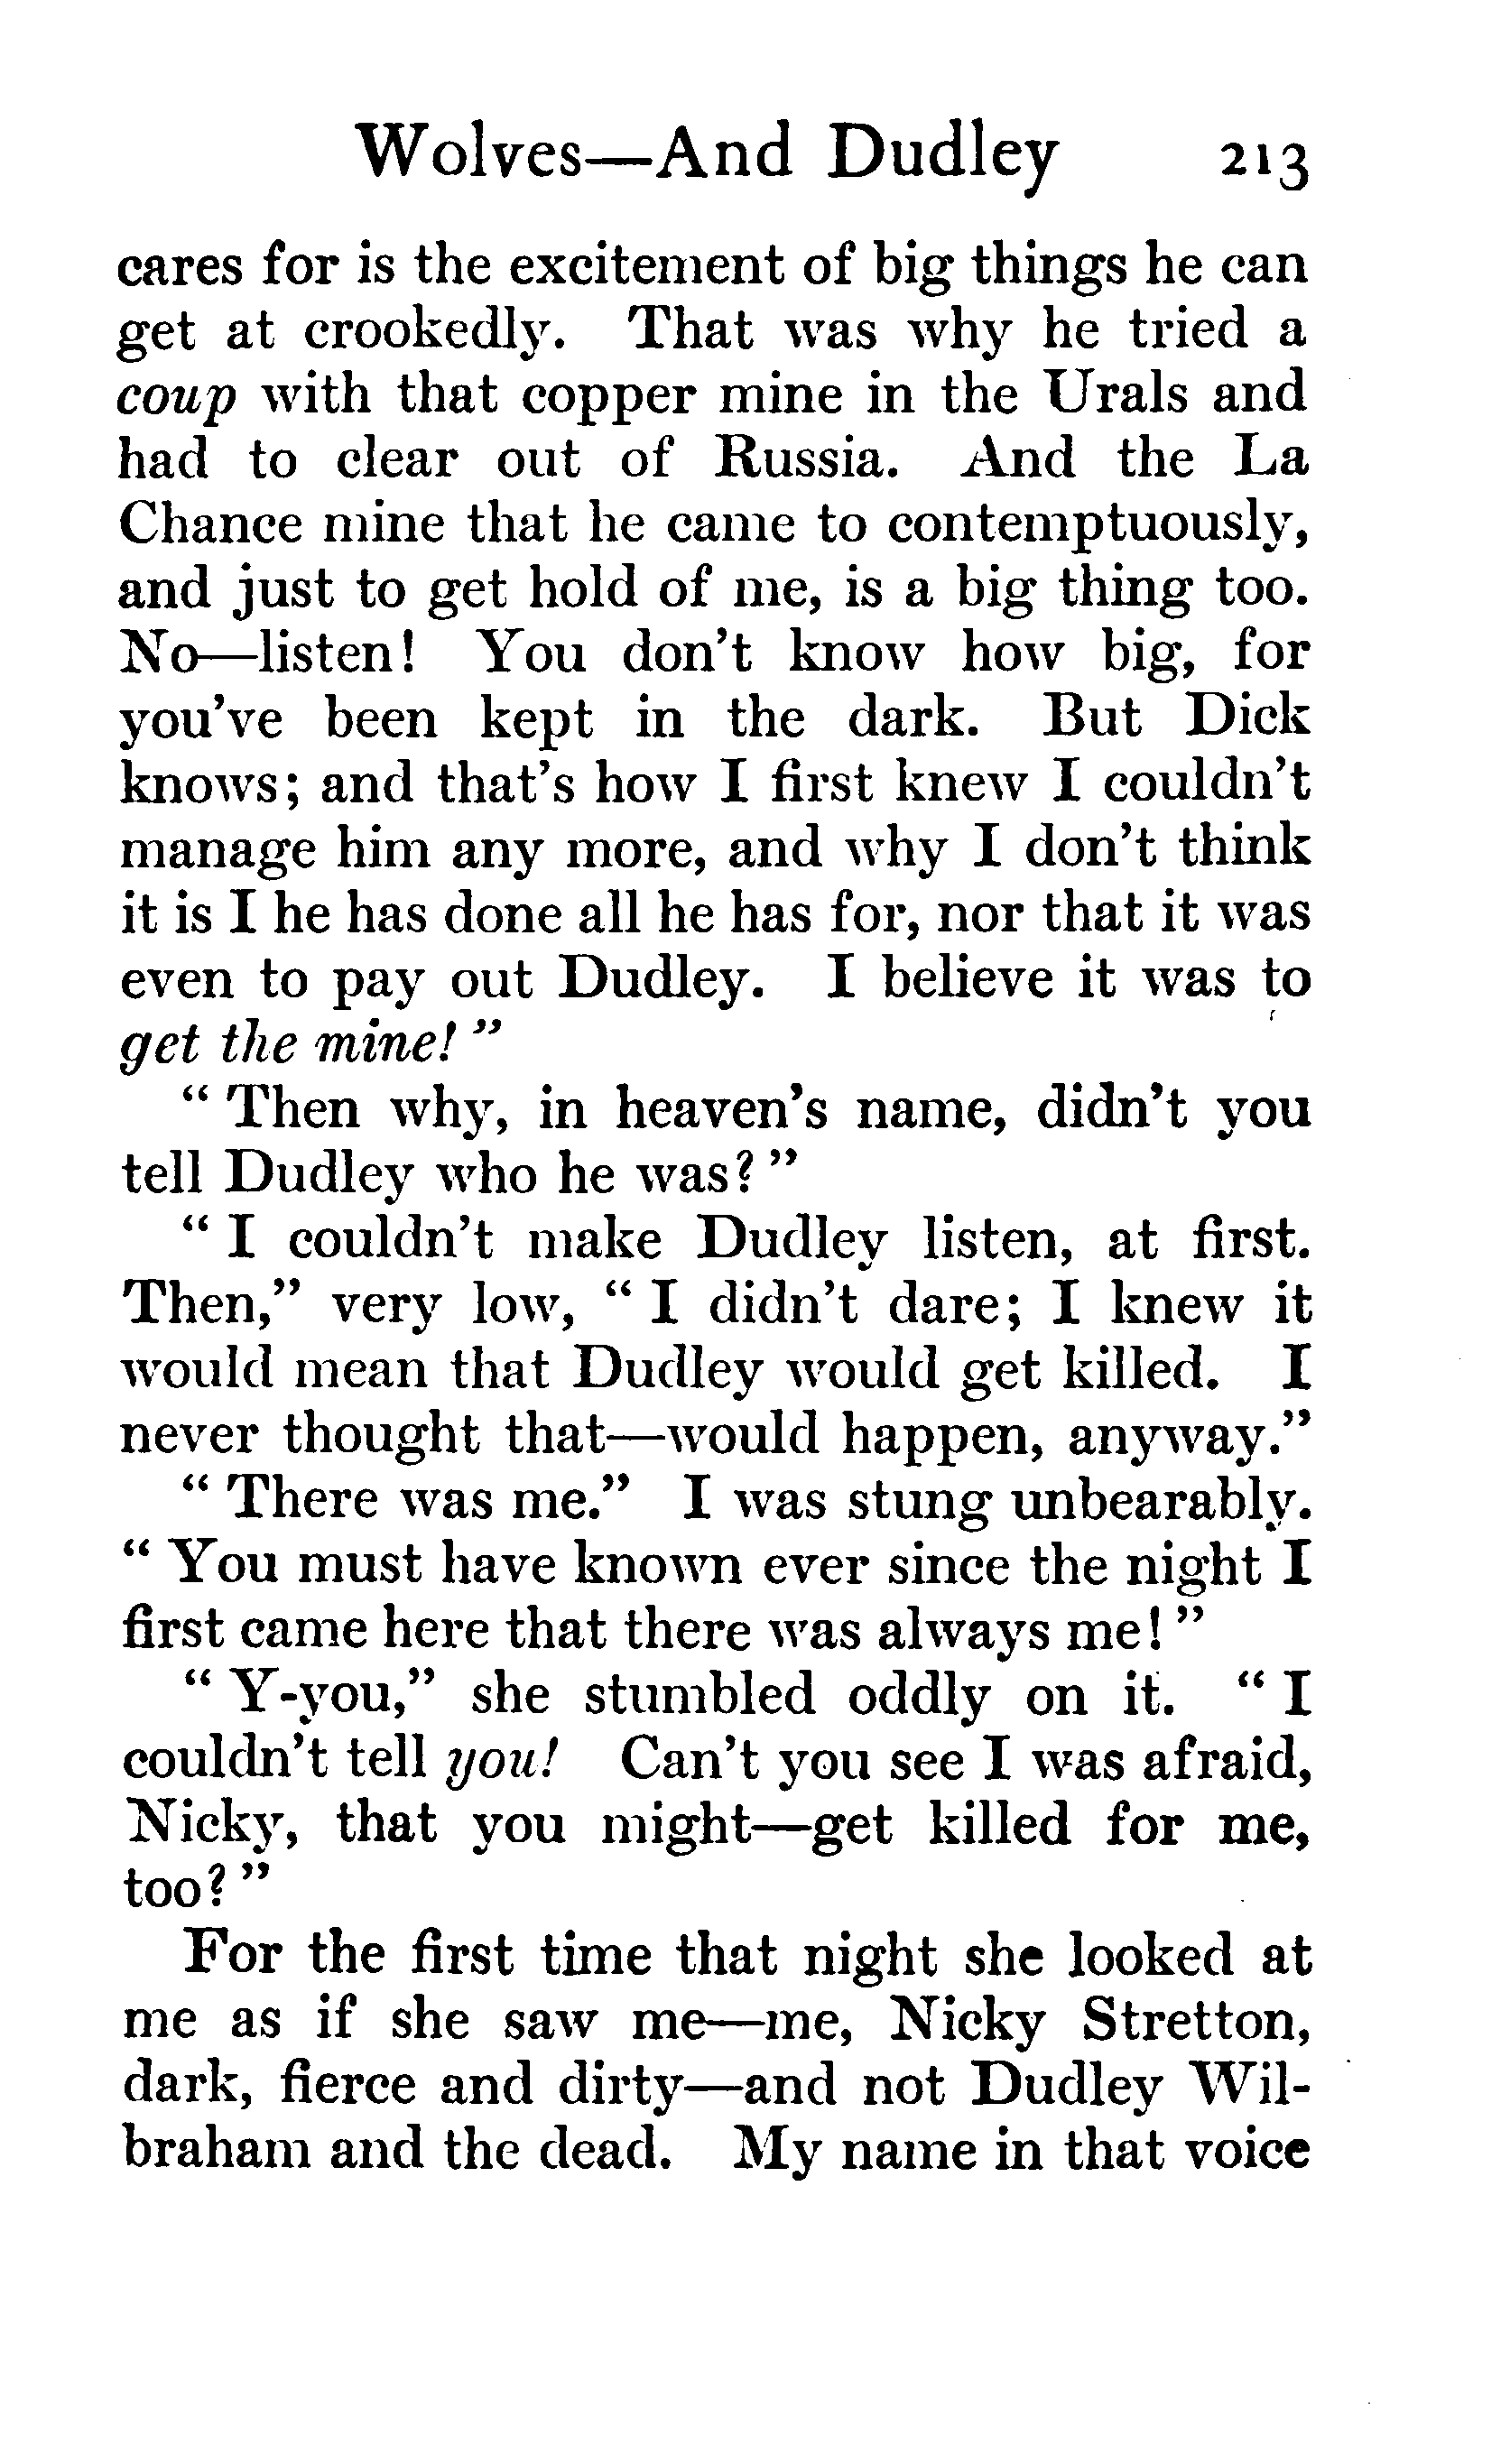 Wolves—And Dudley 213
cares for is the excitement of big things he can
get at crookedly. That was why he tried a
coup with that copper mine in the Urals and
had to clear out of Russia. And the La
Chance mine that he came to contemptuously,
and just to get hold of me, is a big thing too.
No—listen! You don't know how big, for
you've been kept in the dark. But Dick
knows; and that's how I first knew I couldn't
manage him any more, and why I don't think
it is I he has done all he has for, nor that it was
even to pay out Dudley. I believe it was to
get the mine!"
"Then why, in heaven's name, didn't you
tell Dudley who he was?"
"I couldn't make Dudley listen, at first.
Then," very low, "I didn't dare; I knew it
would mean that Dudley would get killed. I
never thought that—would happen, anyway."
"There was me." I was stung unbearably.
"You must have known ever since the night I
first came here that there was always me!"
"Y-you," she stumbled oddly on it. "I
couldn't tell you! Can't you see I was afraid,
Nicky, that you might—get killed for me,
too?"
For the first time that night she looked at
me as if she saw me—me, Nicky Stretton,
dark, fierce and dirty—and not Dudley Wil-
braham and the dead. My name in that voice